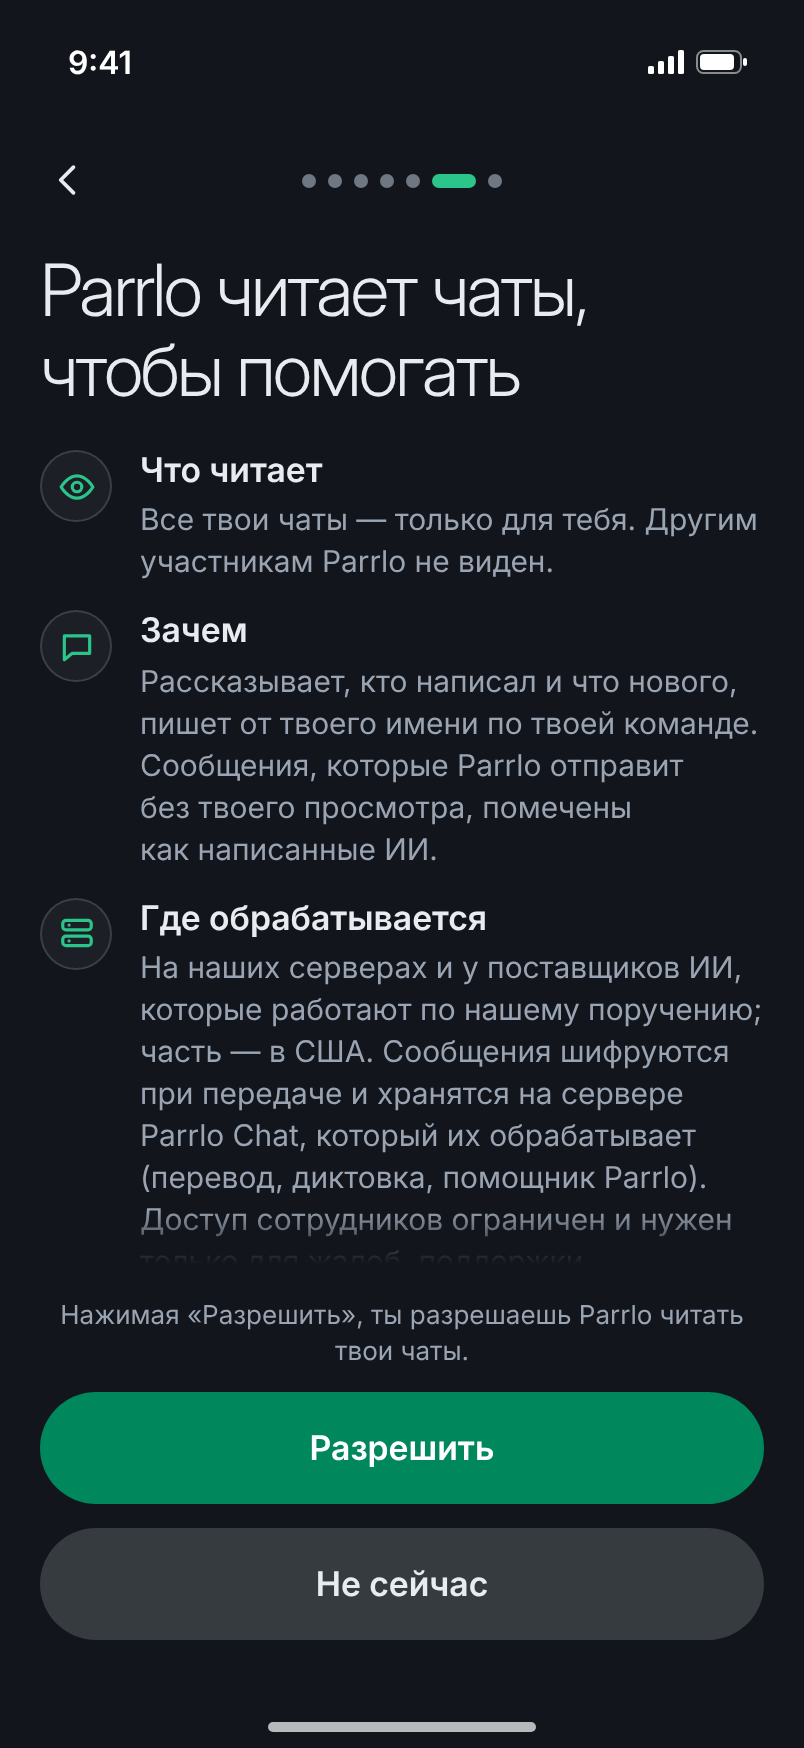 9:41
Parrlo читает чаты,
чтобы помогать
Что читает
Все твои чаты — только для тебя. Другим
участникам Parrlo не виден.
Зачем
Рассказывает, кто написал и что нового,
пишет от твоего имени по твоей команде.
Сообщения, которые Parrlo отправит
без твоего просмотра, помечены
как написанные ИИ.
Где обрабатывается
На наших серверах и у поставщиков ИИ,
которые работают по нашему поручению;
часть — в США. Сообщения шифруются
при передаче и хранятся на сервере
Parrlo Chat, который их обрабатывает
(перевод, диктовка, помощник Parrlo).
Доступ сотрудников ограничен и нужен
только для жалоб, поддержки
Нажимая «Разрешить», ты разрешаешь Parrlo читать
твои чаты.
Разрешить
Не сейчас